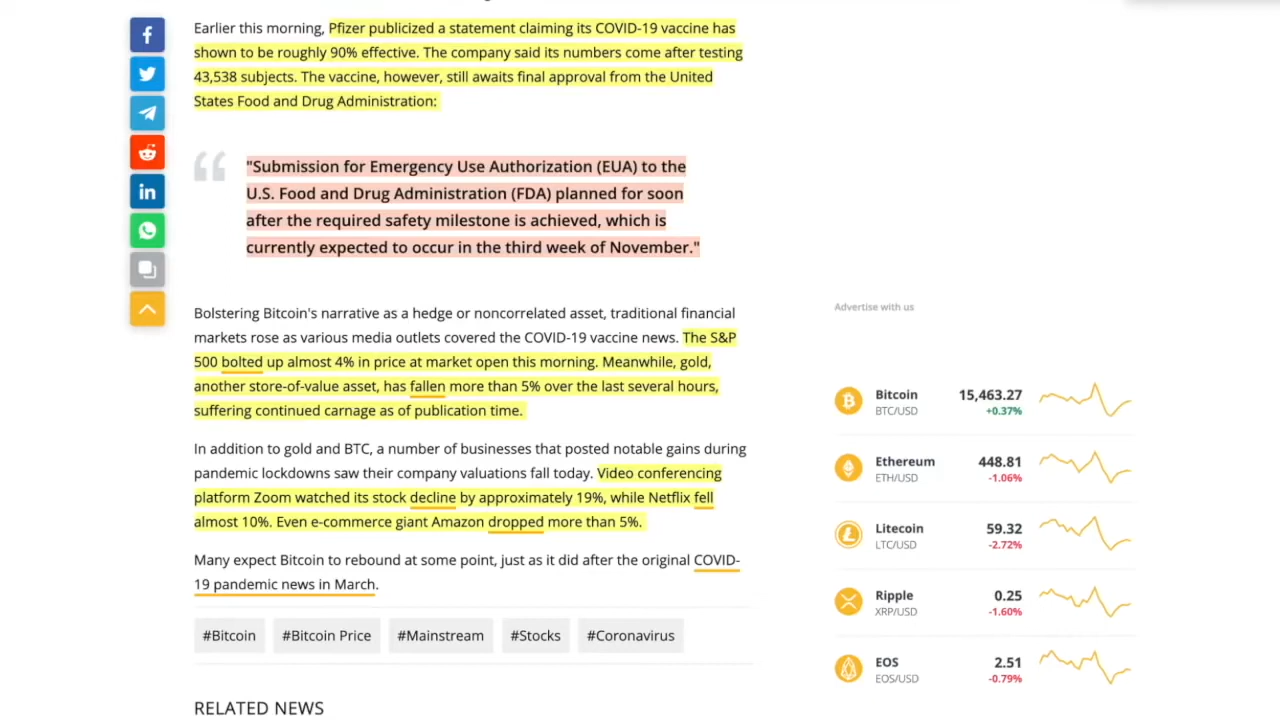 Earlier this morning, Pfizer publicized a statement claiming its COVID-19 vaccine has
shown to be roughly 90% effective. The company said its numbers come after testing
43,538 subjects. The vaccine, however, still awaits final approval from the United
States Food and Drug Administration:
"Submission for Emergency Use Authorization (EUA) to the
U.S. Food and Drug Administration (FDA) planned for soon
after the required safety milestone is achieved, which is
currently expected to occur in the third week of November."
Bolstering Bitcoin's narrative as a hedge or noncorrelated asset, traditional financial
markets rose as various media outlets covered the COVID-19 vaccine news. The S&P
500 bolted up almost 4% in price at market open this morning. Meanwhile, gold,
another store-of-value asset, has fallen more than 5% over the last several hours,
suffering continued carnage as of publication time.
In addition to gold and BTC, a number of businesses that posted notable gains during
pandemic lockdowns saw their company valuations fall today. Video conferencing
platform Zoom watched its stock decline by approximately 19%, while Netflix fell
almost 10%. Even e-commerce giant Amazon dropped more than 5%.
Many expect Bitcoin to rebound at some point, just as it did after the original COVID-
19 pandemic news in March.
#Bitcoin #Bitcoin Price #Mainstream #Stocks #Coronavirus
RELATED NEWS
Advertise with us
Bitcoin 15,463.27
BTC/USD +0.37%
Ethereum 448.81
ETH/USD -1.06%
Litecoin 59.32
LTC/USD -2.72%
Ripple 0.25
XRP/USD -1.60%
EOS 2.51
EOS/USD -0.79%